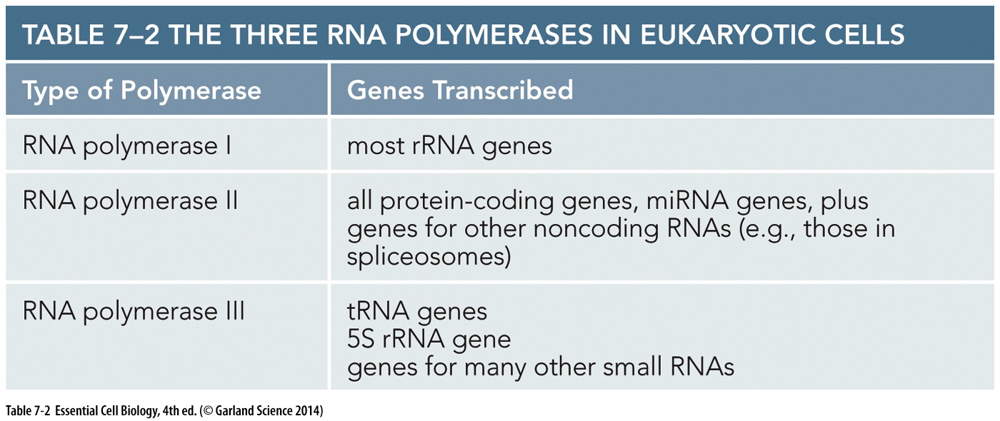 TABLE 7–2 THE THREE RNA POLYMERASES IN EUKARYOTIC CELLS
Type of Polymerase
Genes Transcribed
RNA polymerase I
most rRNA genes
RNA polymerase II
all protein-coding genes, miRNA genes, plus
genes for other noncoding RNAs (e.g., those in
spliceosomes)
RNA polymerase III
tRNA genes
5S rRNA gene
genes for many other small RNAs
Table 7-2 Essential Cell Biology, 4th ed. (© Garland Science 2014)